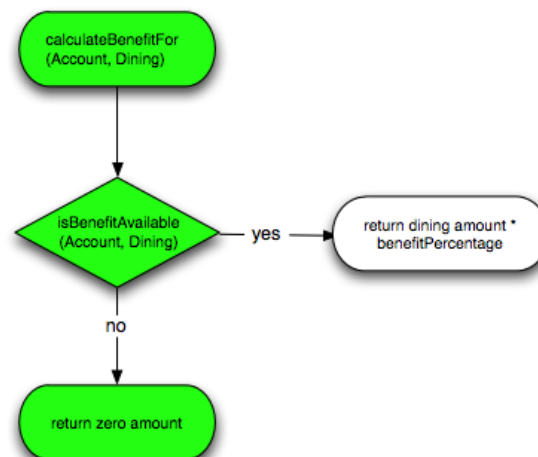 calculateBenefitFor
(Account, Dining)
isBenefitAvailable
(Account, Dining)
yes
return dining amount *
benefitPercentage
no
return zero amount